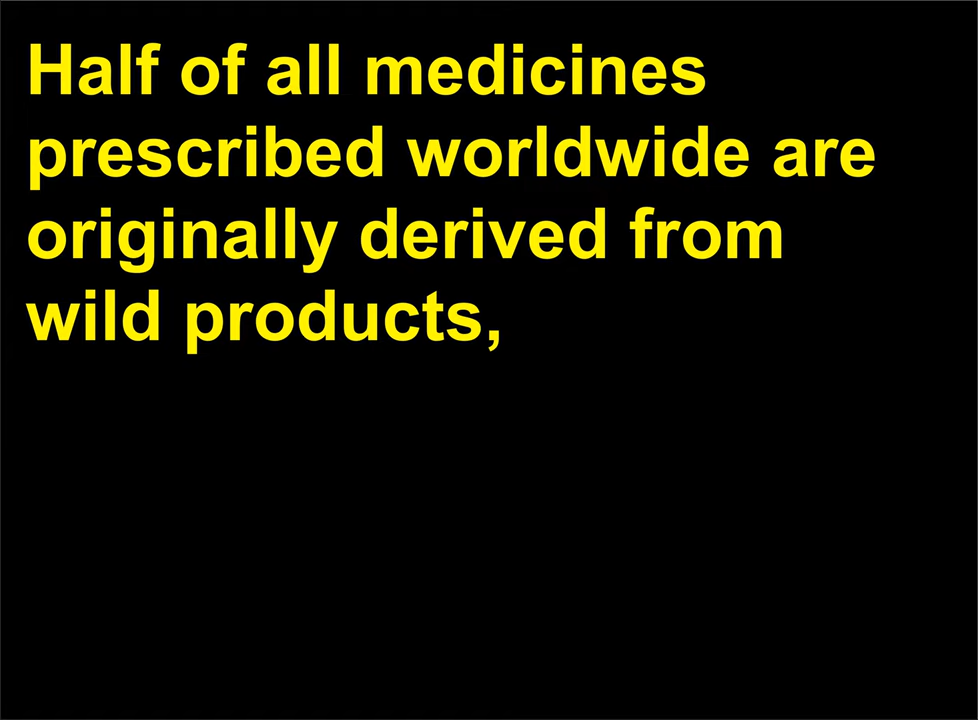 Half of all medicines
prescribed worldwide are
originally derived from
wild products,